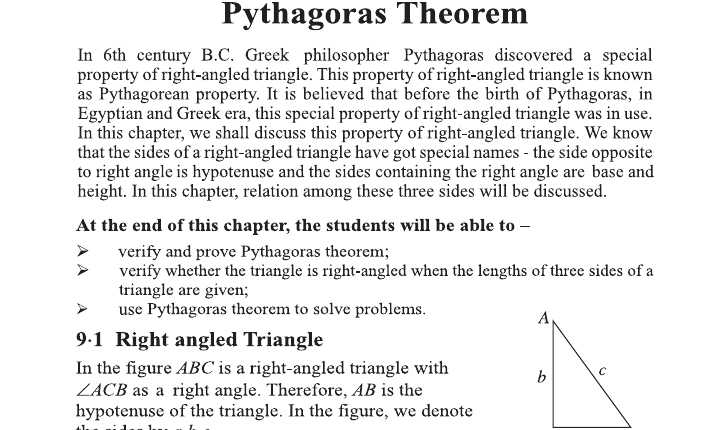 Pythagoras Theorem
In 6th century B.C. Greek philosopher Pythagoras discovered a special
property of right-angled triangle. This property of right-angled triangle is known
as Pythagorean property. It is believed that before the birth of Pythagoras, in
Egyptian and Greek era, this special property of right-angled triangle was in use.
In this chapter, we shall discuss this property of right-angled triangle. We know
that the sides of a right-angled triangle have got special names - the side opposite
to right angle is hypotenuse and the sides containing the right angle are base and
height. In this chapter, relation among these three sides will be discussed.
At the end of this chapter, the students will be able to –
➢ verify and prove Pythagoras theorem;
➢ verify whether the triangle is right-angled when the lengths of three sides of a
triangle are given;
➢ use Pythagoras theorem to solve problems.
9·1 Right angled Triangle
In the figure ABC is a right-angled triangle with
∠ACB as a right angle. Therefore, AB is the
hypotenuse of the triangle. In the figure, we denote
A
b
c